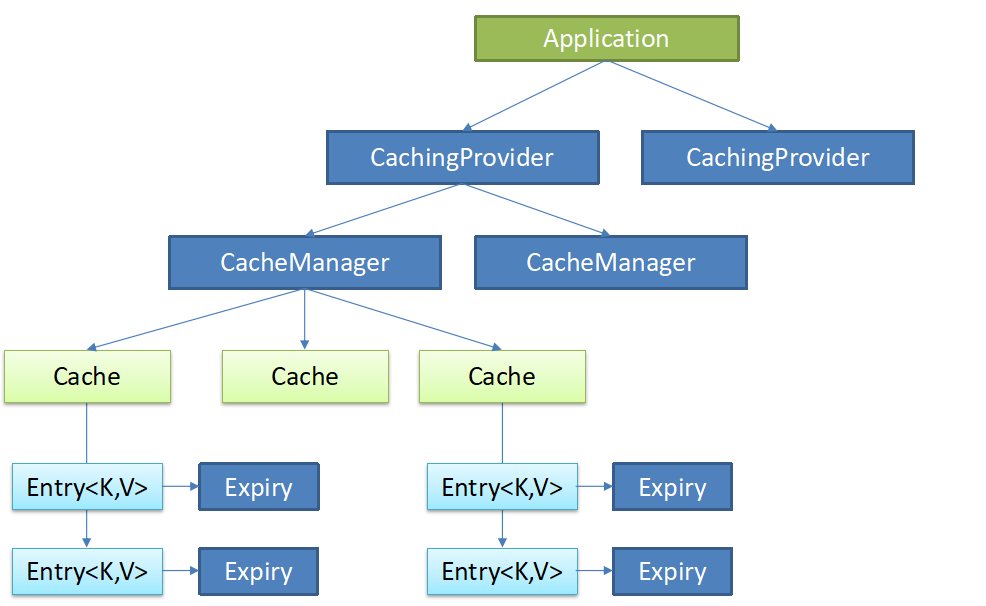 Application
CachingProvider
CachingProvider
CacheManager
CacheManager
Cache
Cache
Cache
Entry<K,V>
Expiry
Entry<K,V>
Expiry
Entry<K,V>
Expiry
Entry<K,V>
Expiry